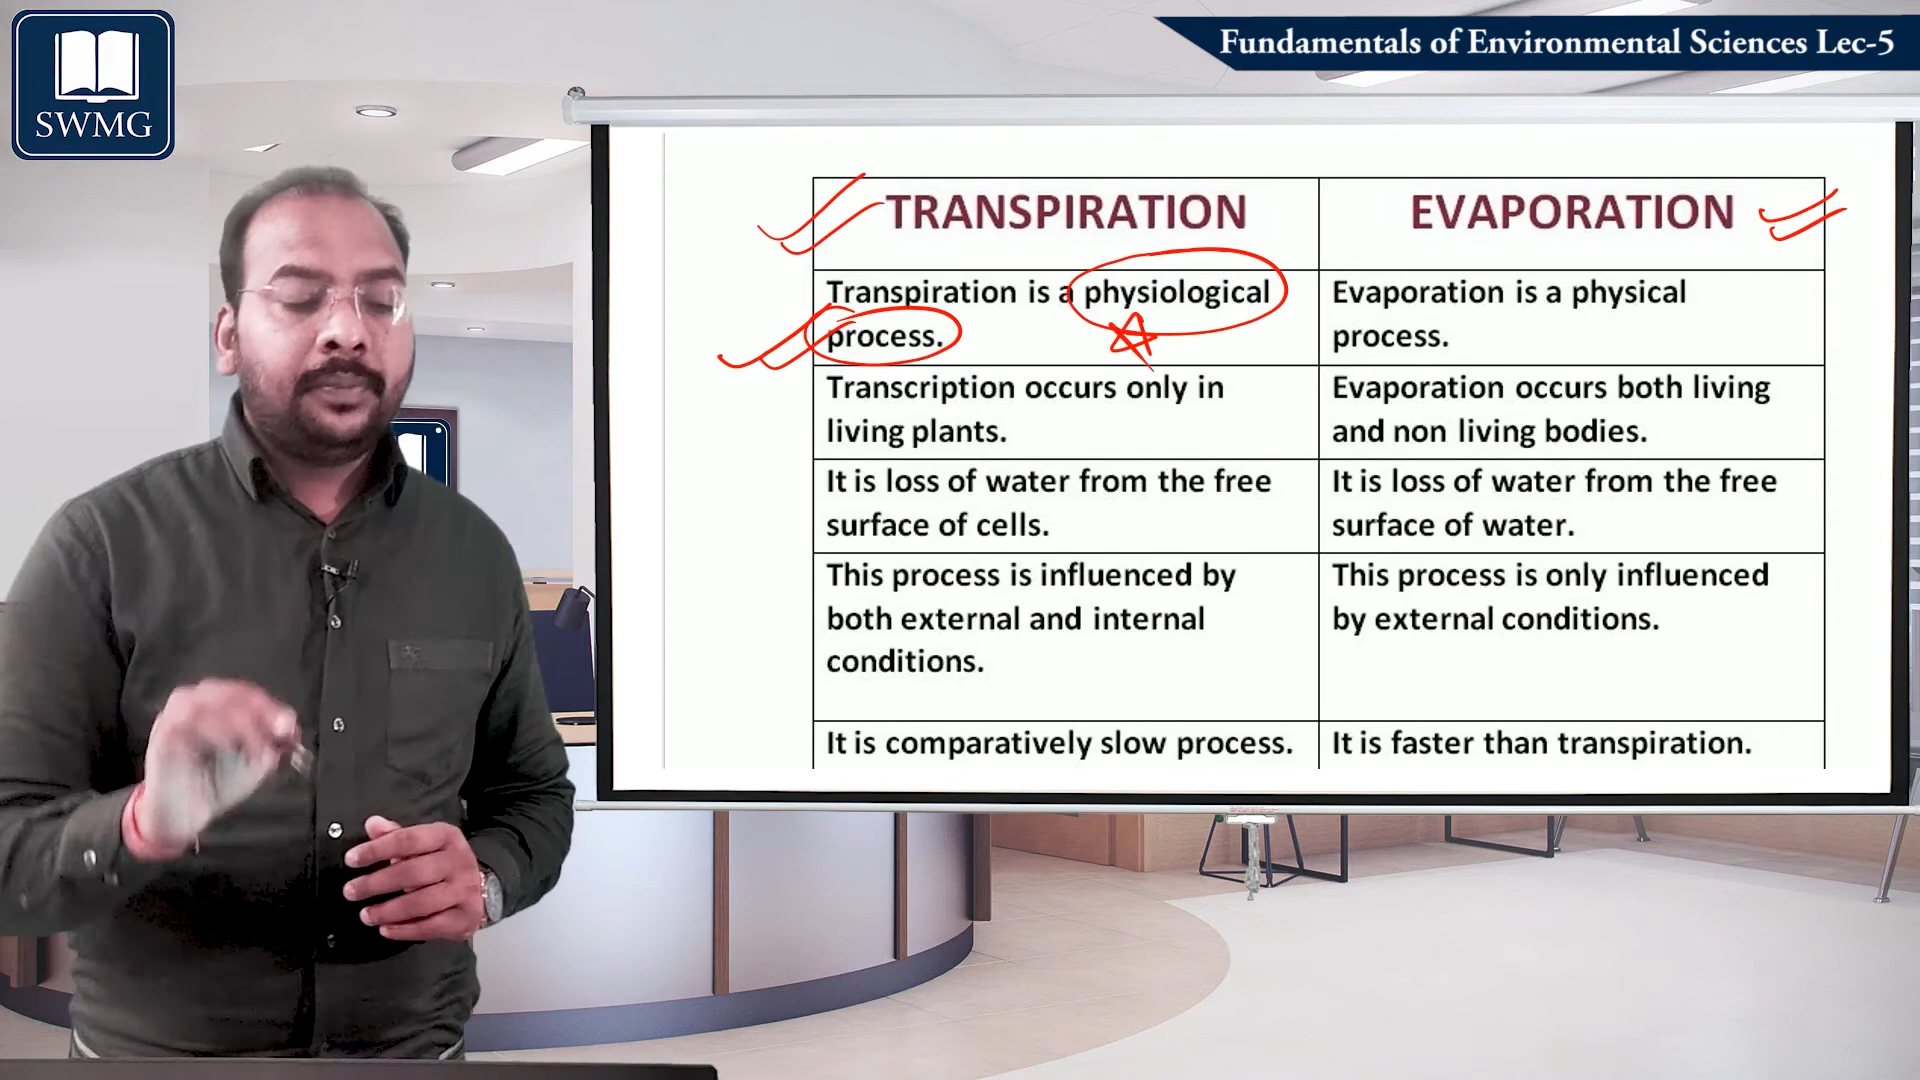 SWMG
Fundamentals of Environmental Sciences Lec-5
TRANSPIRATION
EVAPORATION
Transpiration is a physiological
process.
Evaporation is a physical
process.
Transcription occurs only in
living plants.
Evaporation occurs both living
and non living bodies.
It is loss of water from the free
surface of cells.
It is loss of water from the free
surface of water.
This process is influenced by
both external and internal
conditions.
This process is only influenced
by external conditions.
It is comparatively slow process.
It is faster than transpiration.